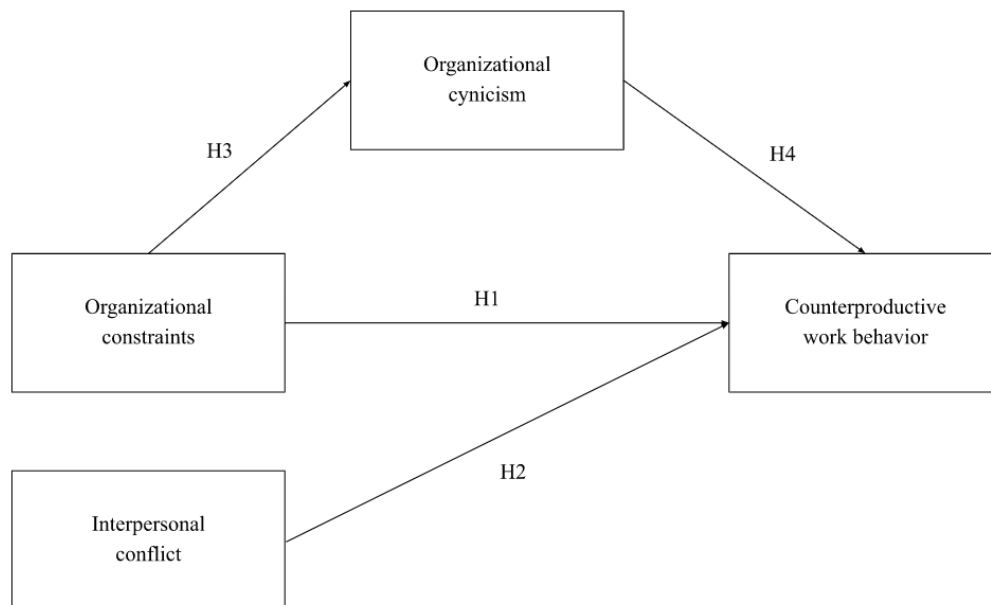 Organizational
cynicism
H3
H4
Organizational
constraints
H1
Counterproductive
work behavior
H2
Interpersonal
conflict